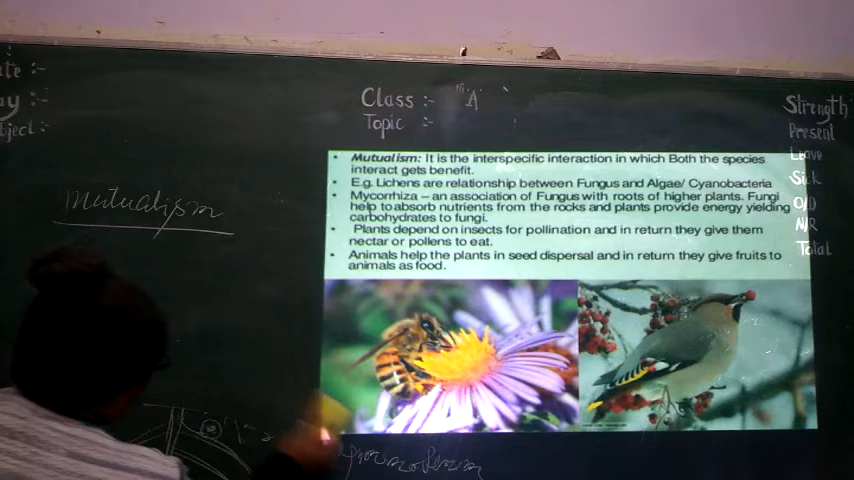 ate :-
ay :-
bject :-
Class :- th A
Topic :-
Strength
Present
Leave
Sick
O/D
N/R
Total
Mutualism
• Mutualism: It is the interspecific interaction in which Both the species
interact gets benefit.
• E.g. Lichens are relationship between Fungus and Algae/ Cyanobacteria
• Mycorrhiza – an association of Fungus with roots of higher plants. Fungi
help to absorb nutrients from the rocks and plants provide energy yielding
carbohydrates to fungi.
• Plants depend on insects for pollination and in return they give them
nectar or pollens to eat.
• Animals help the plants in seed dispersal and in return they give fruits to
animals as food.